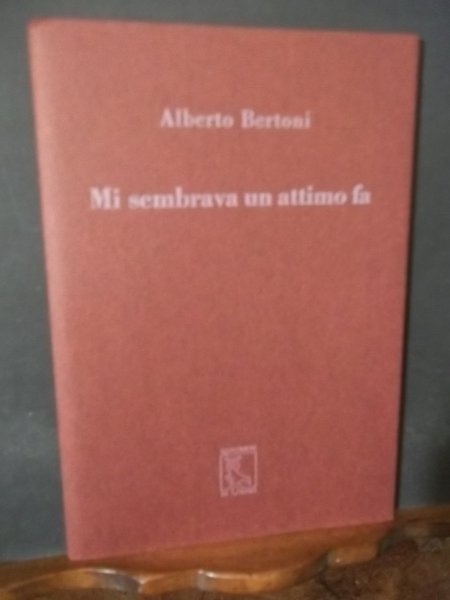 Alberto Bertoni
Mi sembrava un attimo fa